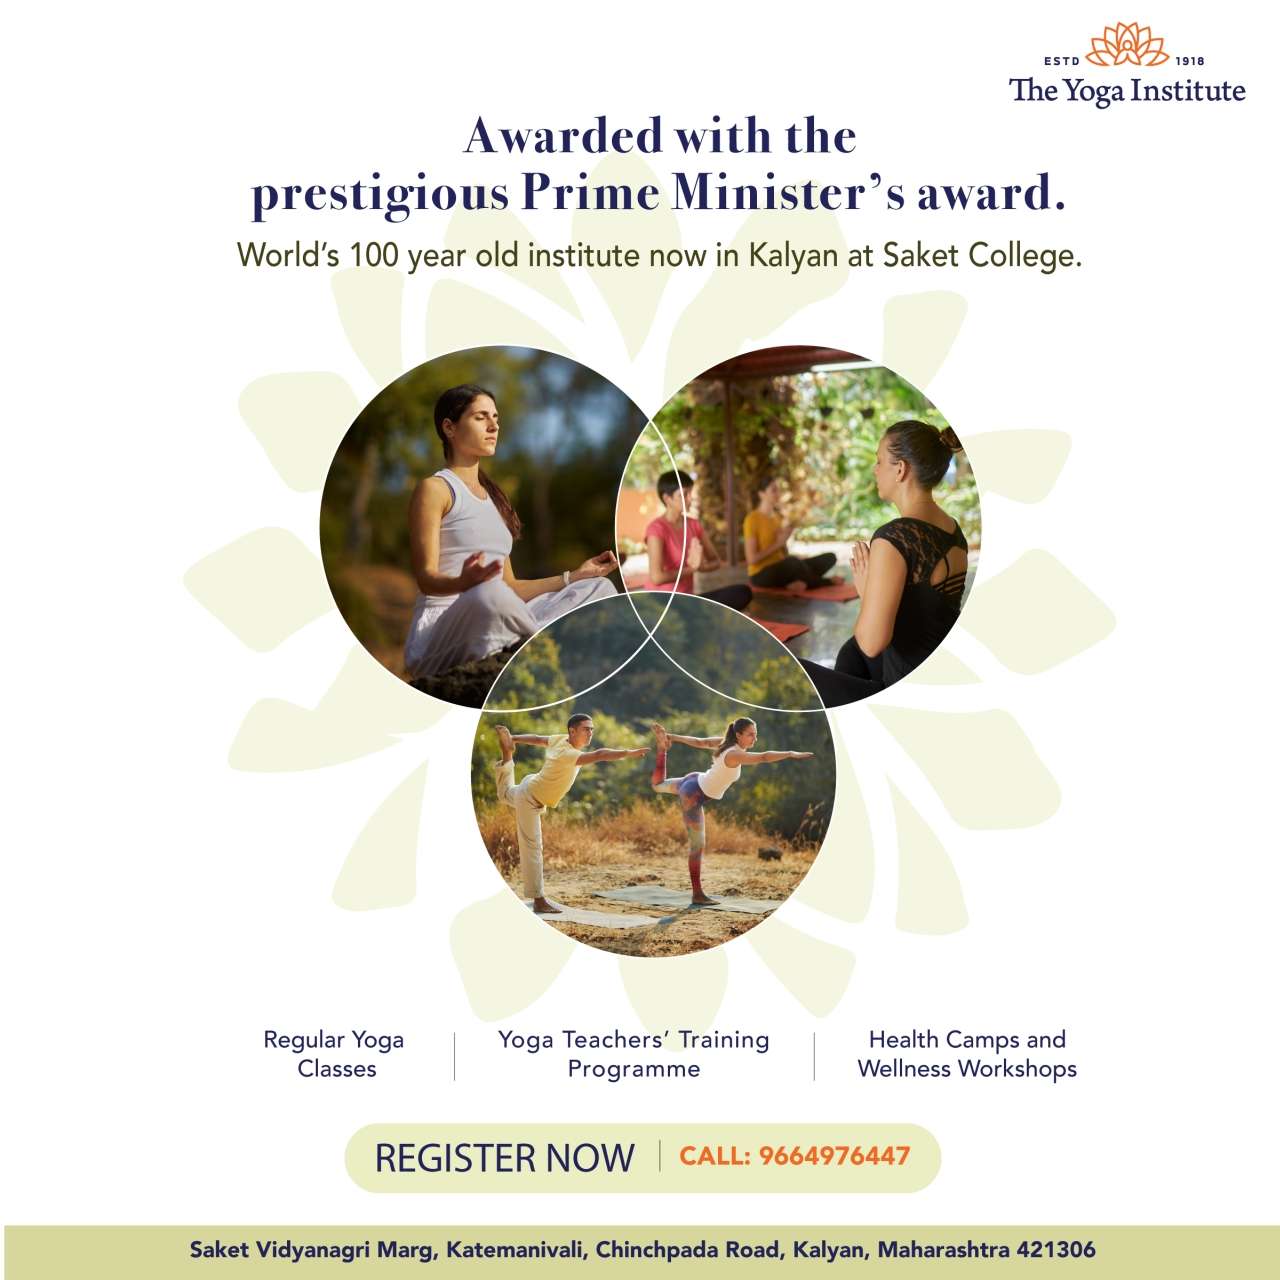 ESTD 1918
The Yoga Institute
Awarded with the
prestigious Prime Minister’s award.
World’s 100 year old institute now in Kalyan at Saket College.
Regular Yoga
Classes
Yoga Teachers’ Training
Programme
Health Camps and
Wellness Workshops
REGISTER NOW
CALL: 9664976447
Saket Vidyanagri Marg, Katemanivali, Chinchpada Road, Kalyan, Maharashtra 421306